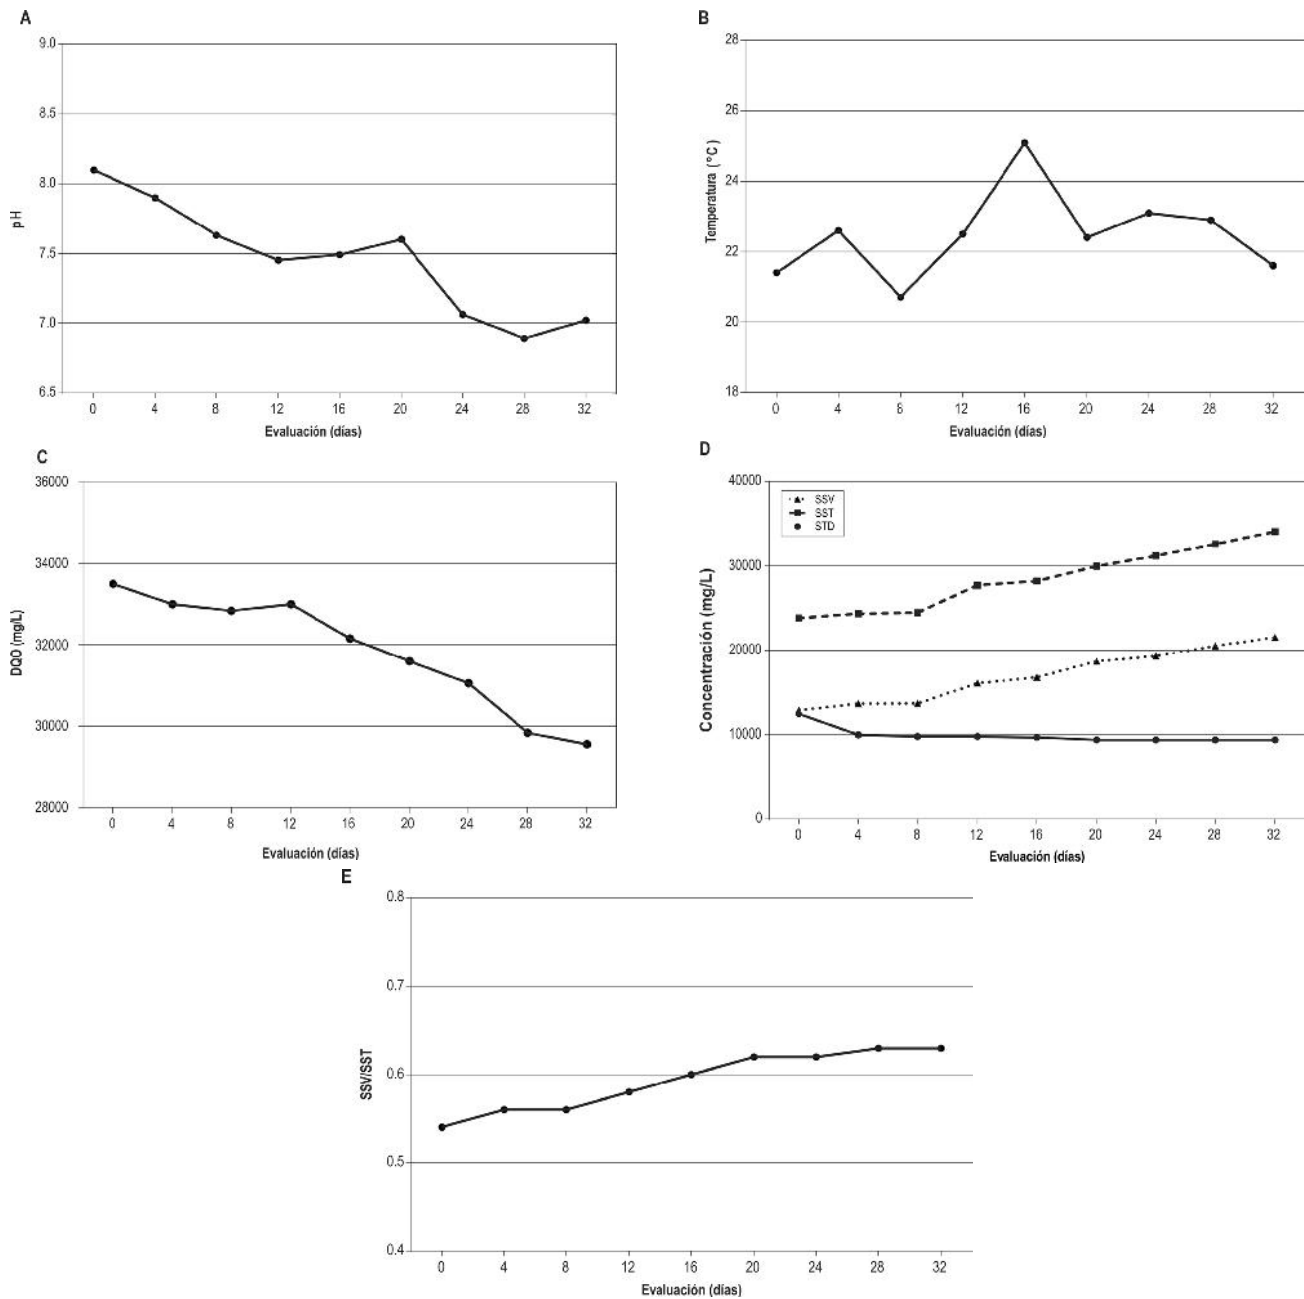 A
9.0
8.5
8.0
7.5
7.0
6.5
pH
0 4 8 12 16 20 24 28 32
Evaluación (días)
B
28
26
24
22
20
18
Temperatura (°C)
0 4 8 12 16 20 24 28 32
Evaluación (días)
C
36000
34000
32000
30000
28000
DQO (mg/L)
0 4 8 12 16 20 24 28 32
Evaluación (días)
D
40000
30000
20000
10000
0
Concentración (mg/L)
SSV
SST
STD
0 4 8 12 16 20 24 28 32
Evaluación (días)
E
0.8
0.7
0.6
0.5
0.4
SSV/SST
0 4 8 12 16 20 24 28 32
Evaluación (días)